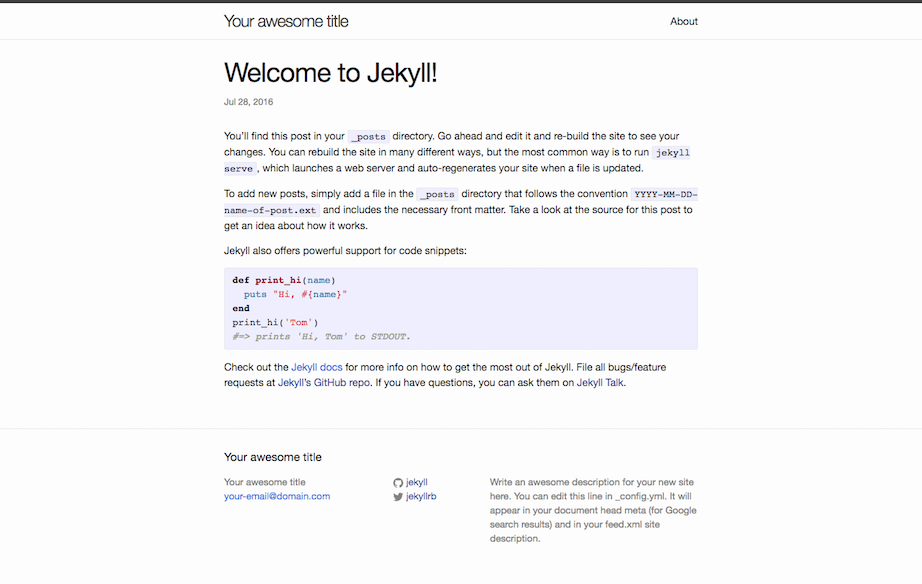 Your awesome title
About
Welcome to Jekyll!
Jul 28, 2016
You'll find this post in your _posts directory. Go ahead and edit it and re-build the site to see your
changes. You can rebuild the site in many different ways, but the most common way is to run jekyll
serve , which launches a web server and auto-regenerates your site when a file is updated.
To add new posts, simply add a file in the _posts directory that follows the convention YYYY-MM-DD-
name-of-post.ext and includes the necessary front matter. Take a look at the source for this post to
get an idea about how it works.
Jekyll also offers powerful support for code snippets:
def print_hi(name)
  puts "Hi, #{name}"
end
print_hi('Tom')
#=> prints 'Hi, Tom' to STDOUT.
Check out the Jekyll docs for more info on how to get the most out of Jekyll. File all bugs/feature
requests at Jekyll's GitHub repo. If you have questions, you can ask them on Jekyll Talk.
Your awesome title
Your awesome title
your-email@domain.com
jekyll
jekyllrb
Write an awesome description for your new site
here. You can edit this line in _config.yml. It will
appear in your document head meta (for Google
search results) and in your feed.xml site
description.